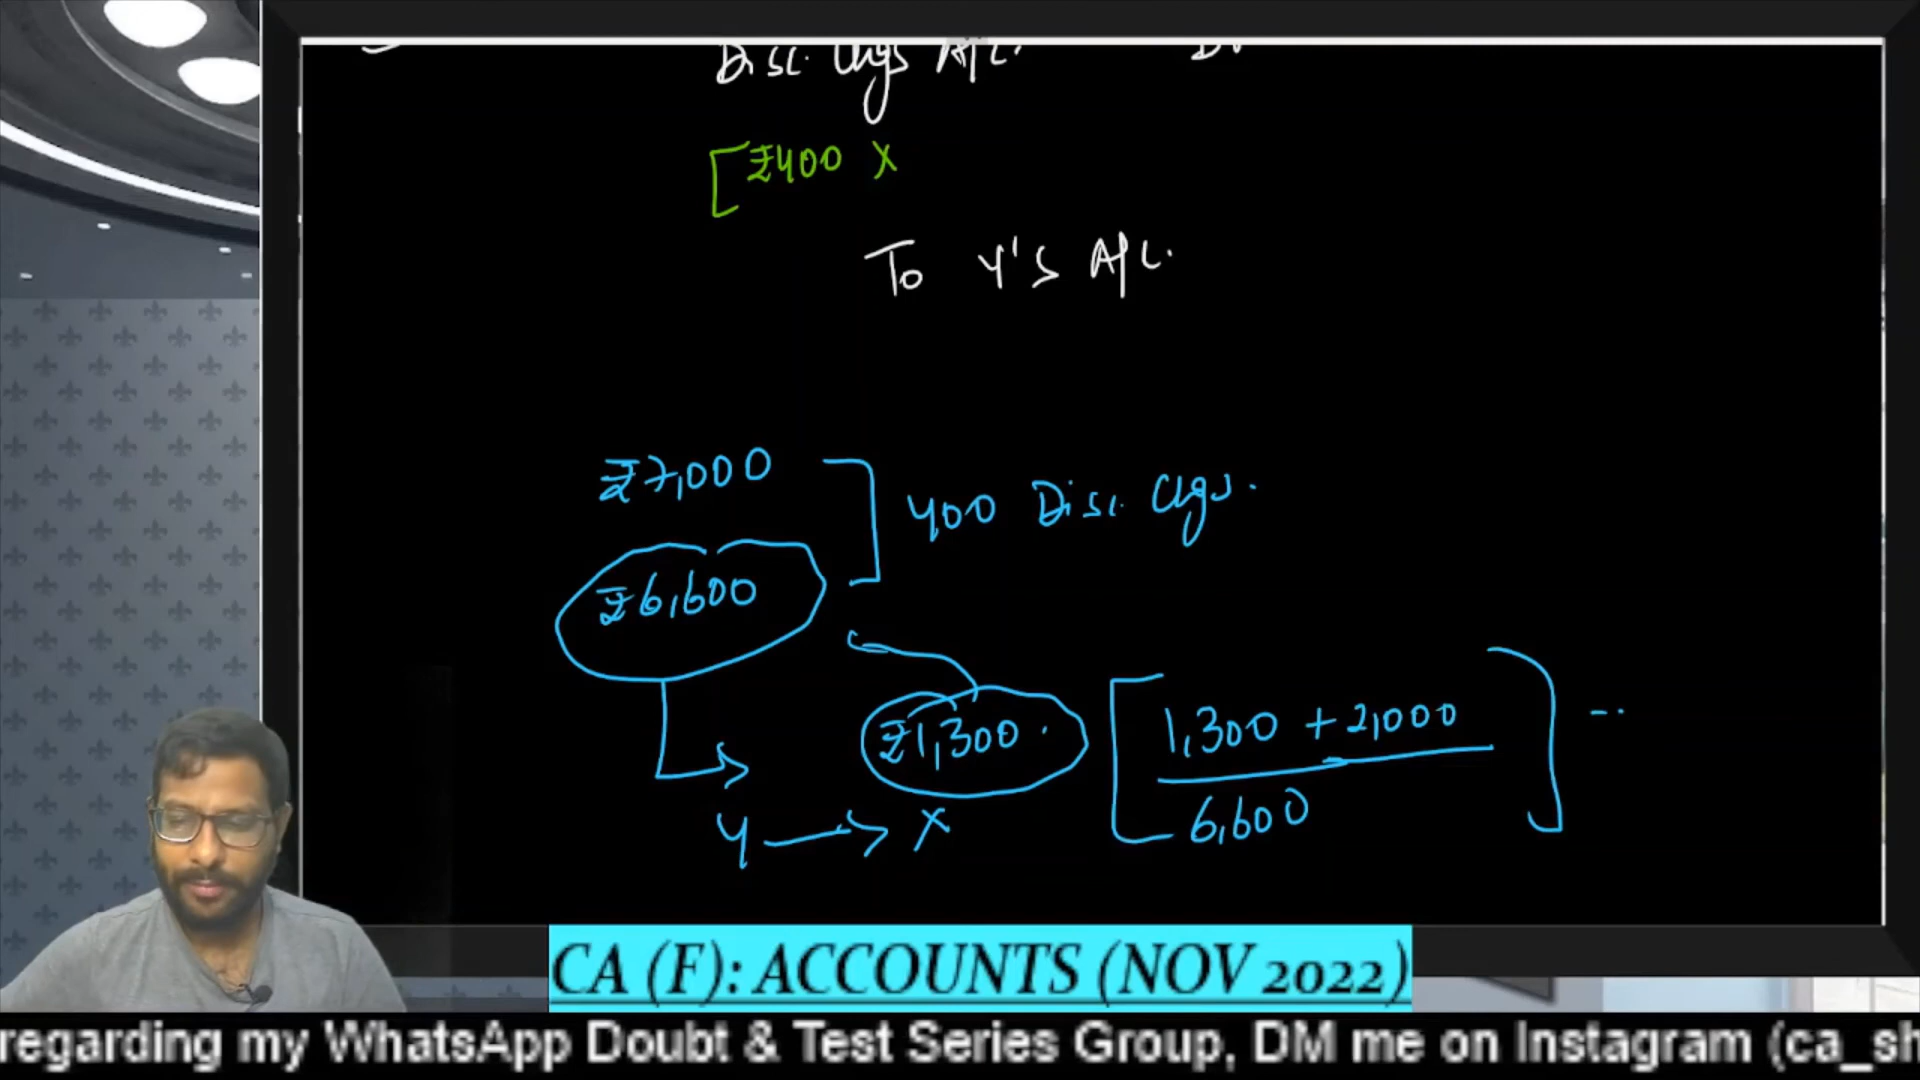 Disc. Chgs A/c. Dr
[₹400 X
To Y's A/c.
₹7,000
400 Disc. Chgs.
₹6,600
₹1,300.
[1,300 + 2,000
6,600] ...
Y → X
CA (F): ACCOUNTS (NOV 2022)
regarding my WhatsApp Doubt & Test Series Group, DM me on Instagram (ca_sh